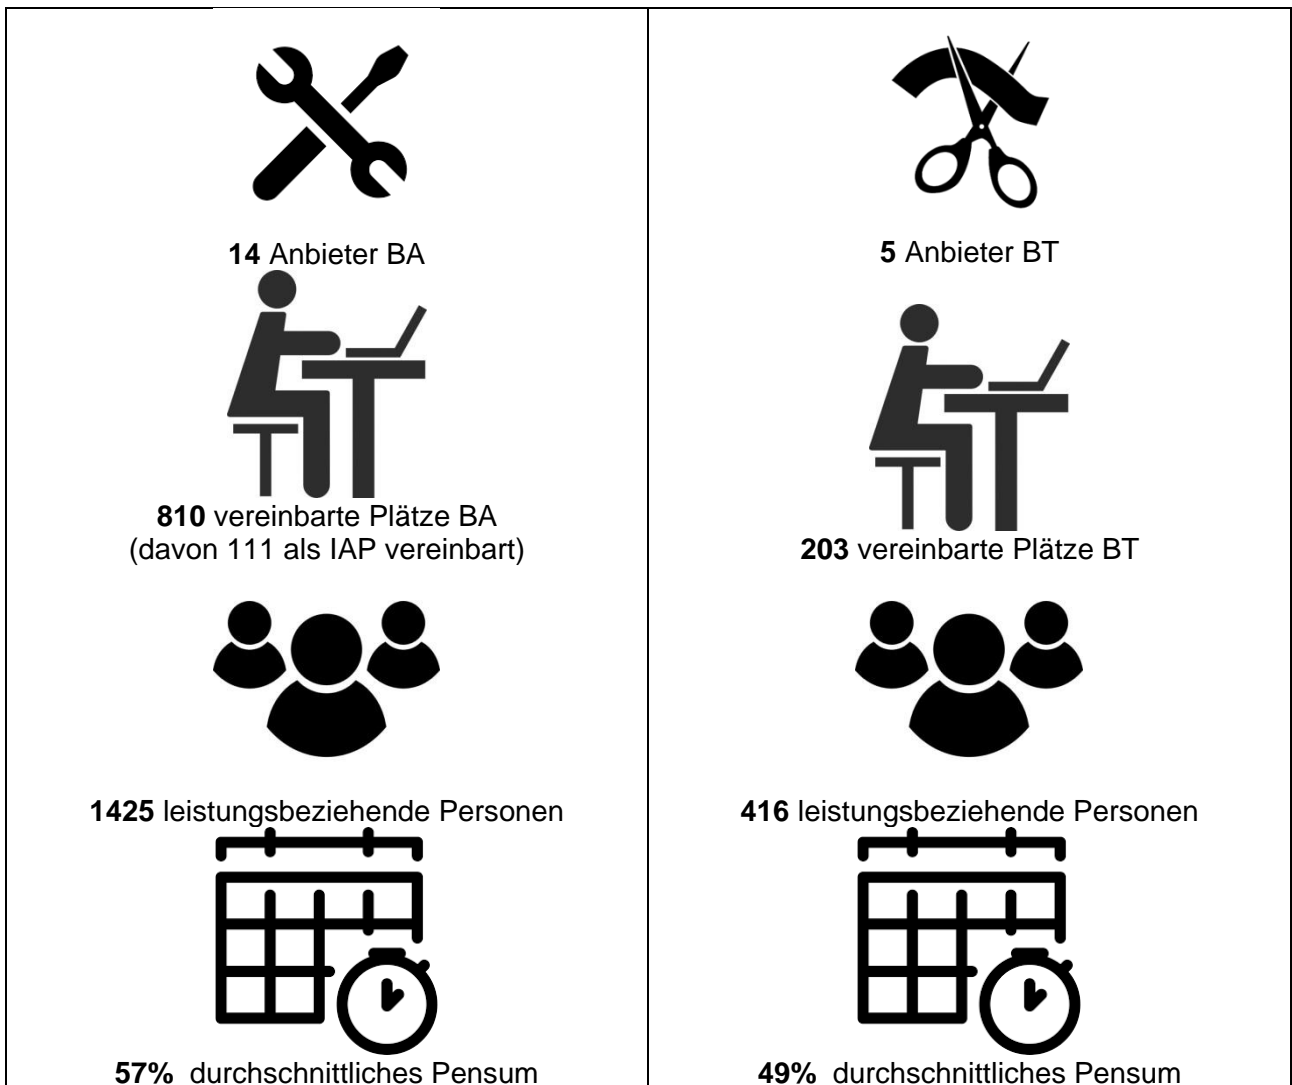 14 Anbieter BA
810 vereinbarte Plätze BA
(davon 111 als IAP vereinbart)
1425 leistungsbeziehende Personen
57% durchschnittliches Pensum
5 Anbieter BT
203 vereinbarte Plätze BT
416 leistungsbeziehende Personen
49% durchschnittliches Pensum